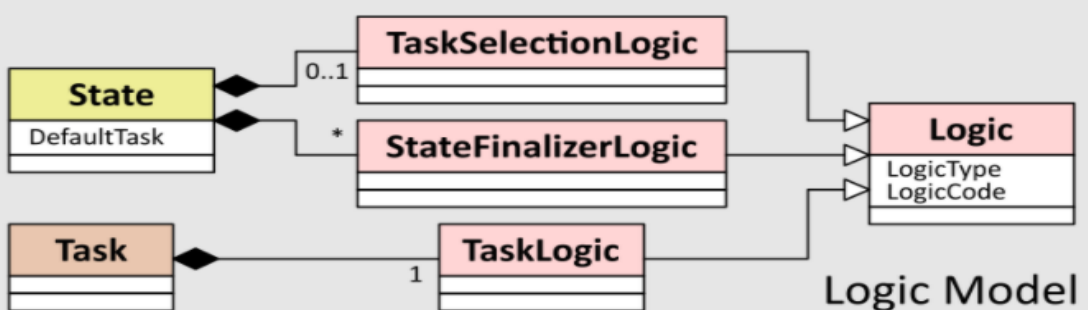 TaskSelectionLogic
0..1
State
DefaultTask
*
StateFinalizerLogic
Logic
LogicType
LogicCode
Task
1
TaskLogic
Logic Model